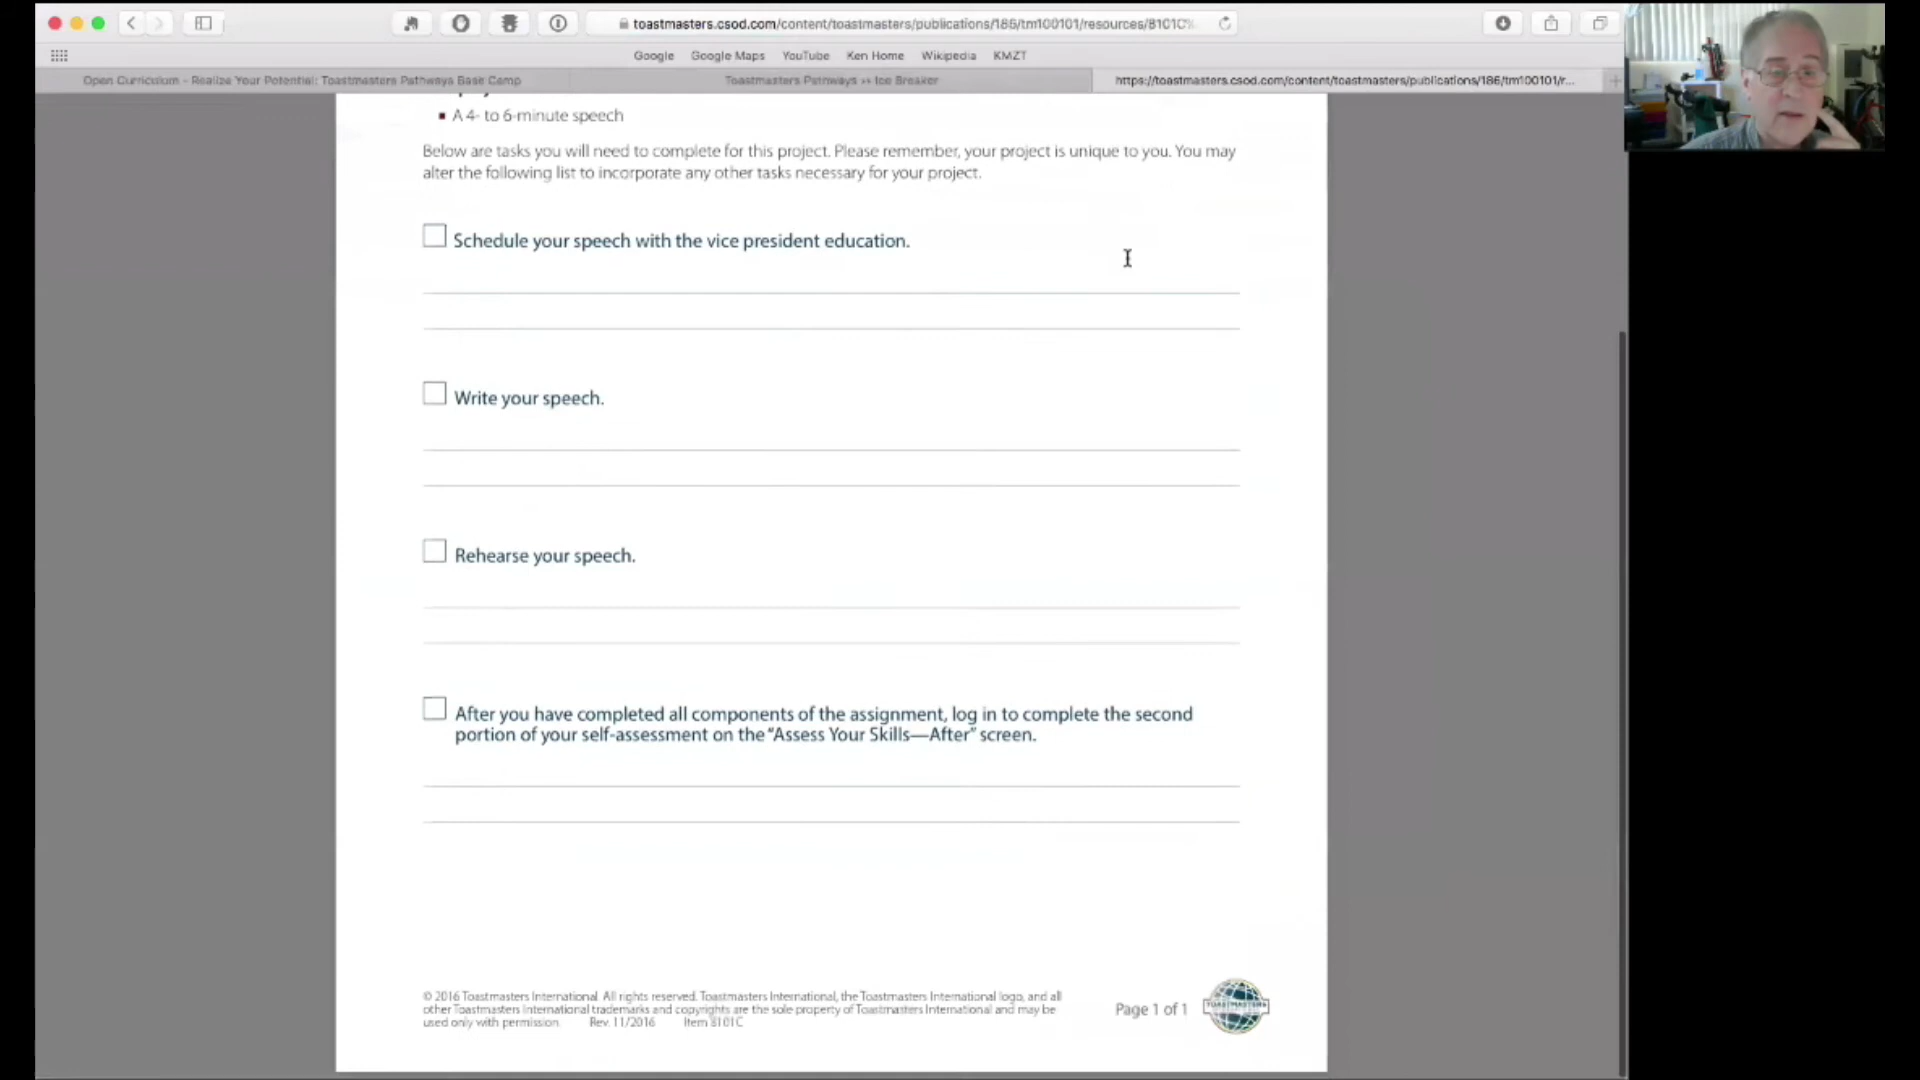 toastmasters.csod.com/content/toastmasters/publications/186/tm100101/resources/8101C%
Google Google Maps YouTube Ken Home Wikipedia KMZT
Open Curriculum - Realize Your Potential: Toastmasters Pathways Base Camp
Toastmasters Pathways ›› Ice Breaker
https://toastmasters.csod.com/content/toastmasters/publications/186/tm100101/r...
▪ A 4- to 6-minute speech
Below are tasks you will need to complete for this project. Please remember, your project is unique to you. You may
alter the following list to incorporate any other tasks necessary for your project.
Schedule your speech with the vice president education.
Write your speech.
Rehearse your speech.
After you have completed all components of the assignment, log in to complete the second
portion of your self-assessment on the “Assess Your Skills—After” screen.
© 2016 Toastmasters International. All rights reserved. Toastmasters International, the Toastmasters International logo, and all
other Toastmasters International trademarks and copyrights are the sole property of Toastmasters International and may be
used only with permission. Rev. 11/2016 Item 8101C
Page 1 of 1
TOASTMASTERS